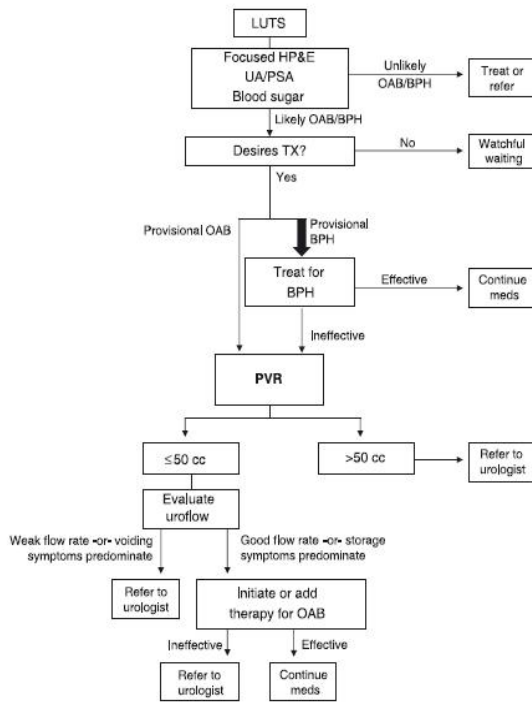 LUTS
Focused HP&E
UA/PSA
Blood sugar
Unlikely
OAB/BPH
Treat or
refer
Likely OAB/BPH
Desires TX?
No
Watchful
waiting
Yes
Provisional OAB
Provisional
BPH
Treat for
BPH
Effective
Continue
meds
Ineffective
PVR
≤50 cc
>50 cc
Refer to
urologist
Evaluate
uroflow
Weak flow rate -or- voiding
symptoms predominate
Good flow rate -or- storage
symptoms predominate
Refer to
urologist
Initiate or add
therapy for OAB
Ineffective
Effective
Refer to
urologist
Continue
meds